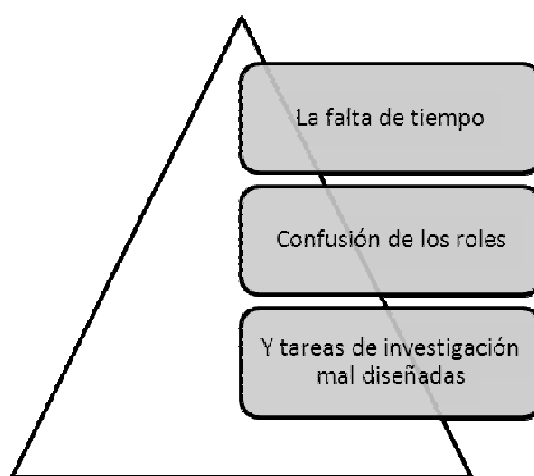 La falta de tiempo
Confusión de los roles
Y tareas de investigación
mal diseñadas